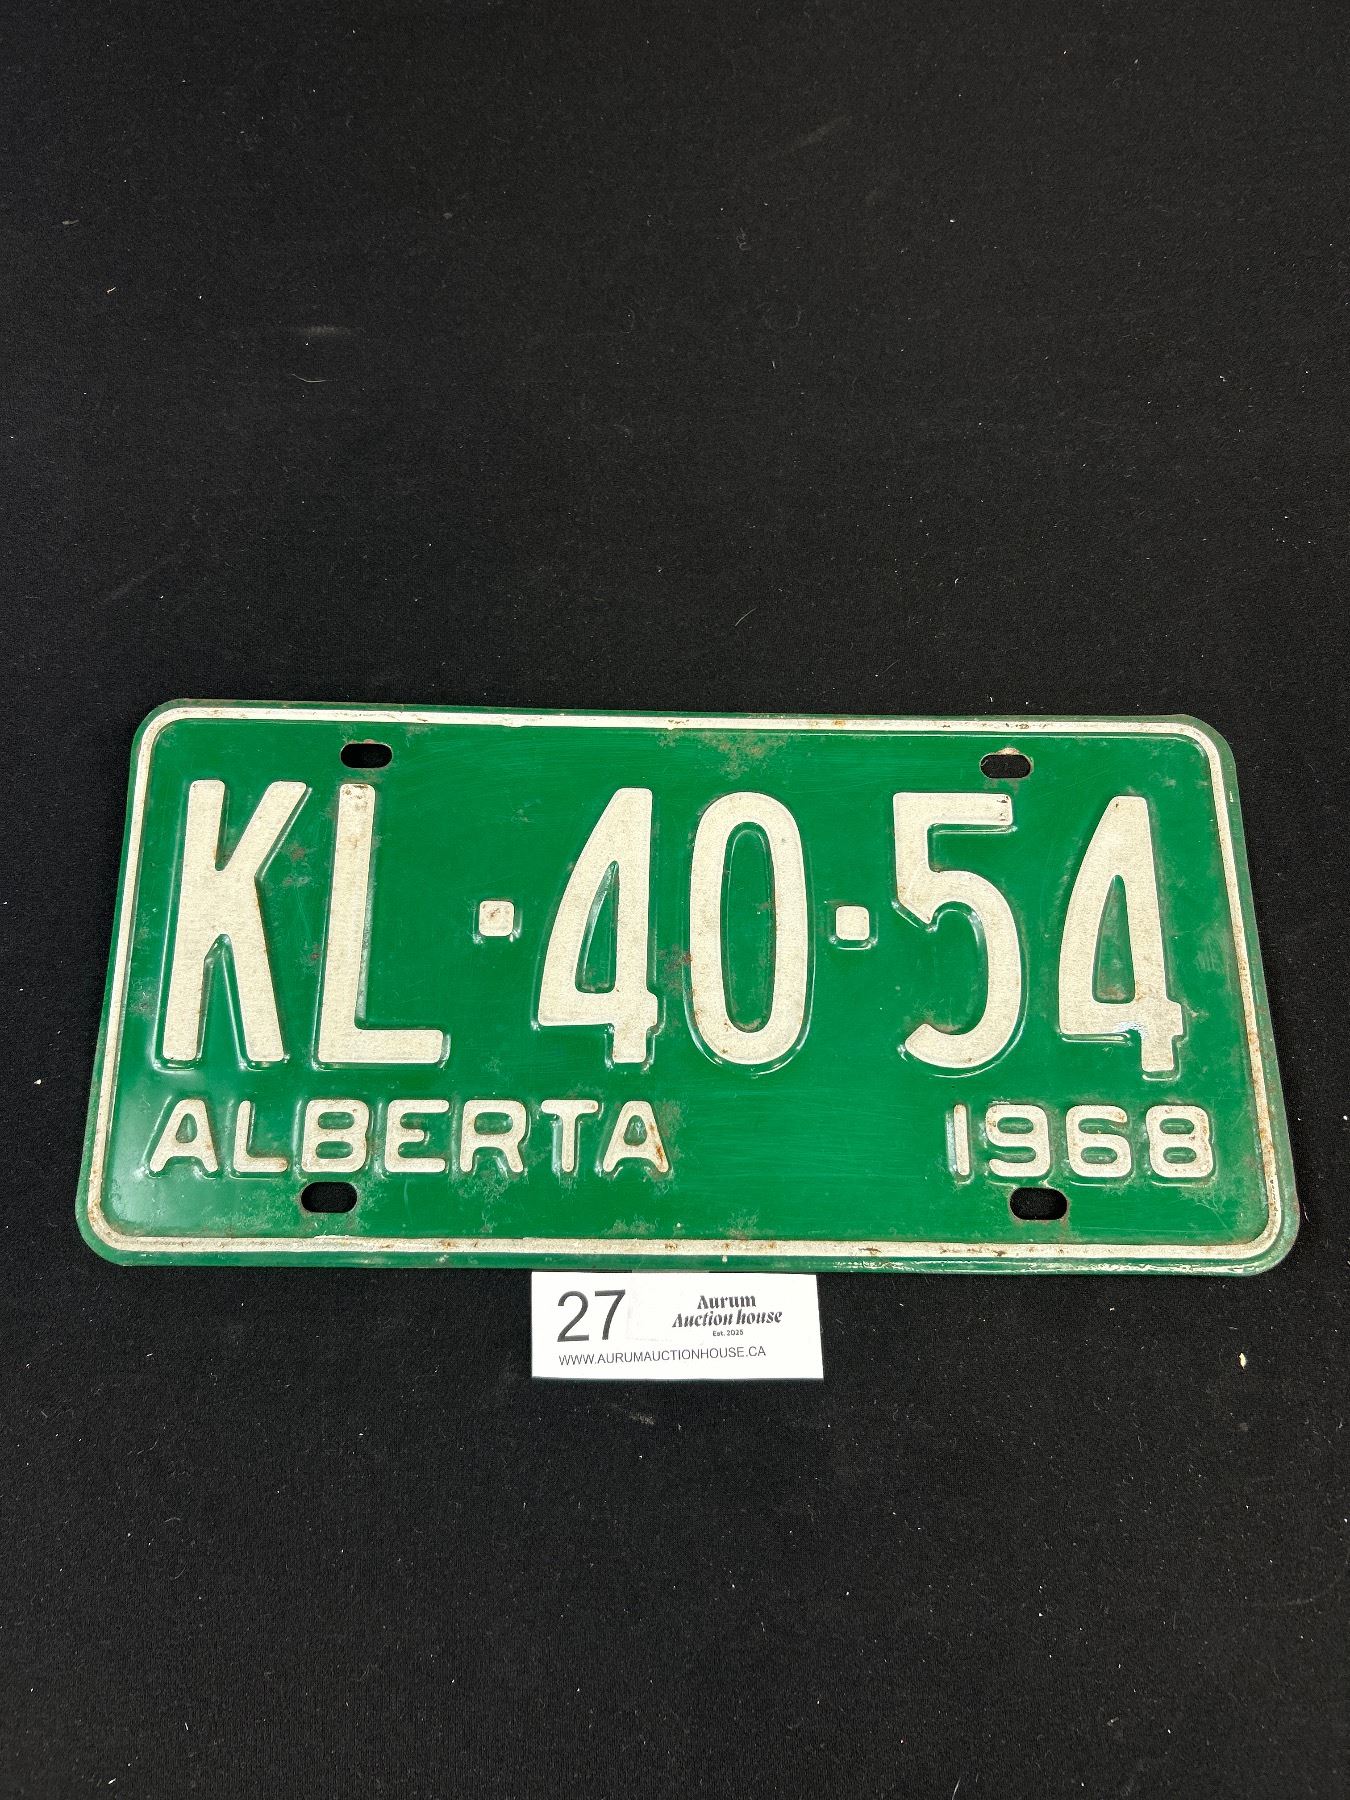 KL·40·54
ALBERTA 1968
27 Aurum
Auction house
Est. 2025
WWW.AURUMAUCTIONHOUSE.CA